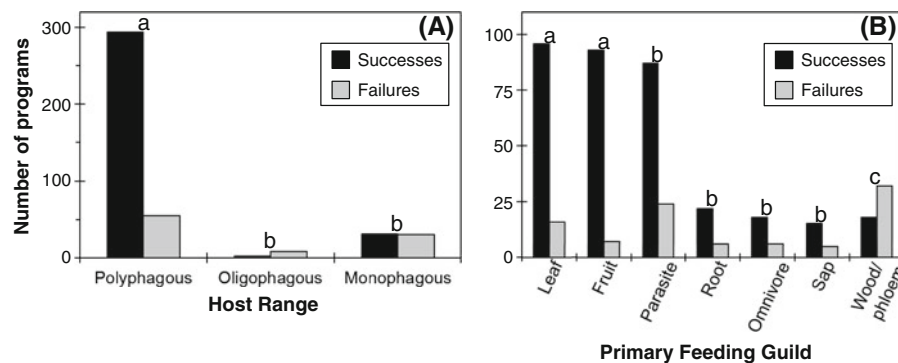 (A)
Number of programs
300
200
100
0
a
b
b
Successes
Failures
Polyphagous Oligophagous Monophagous
Host Range
(B)
100
75
50
25
0
a
a
b
b
b
b
c
Successes
Failures
Leaf
Fruit
Parasite
Root
Omnivore
Sap
Wood/
phloem
Primary Feeding Guild